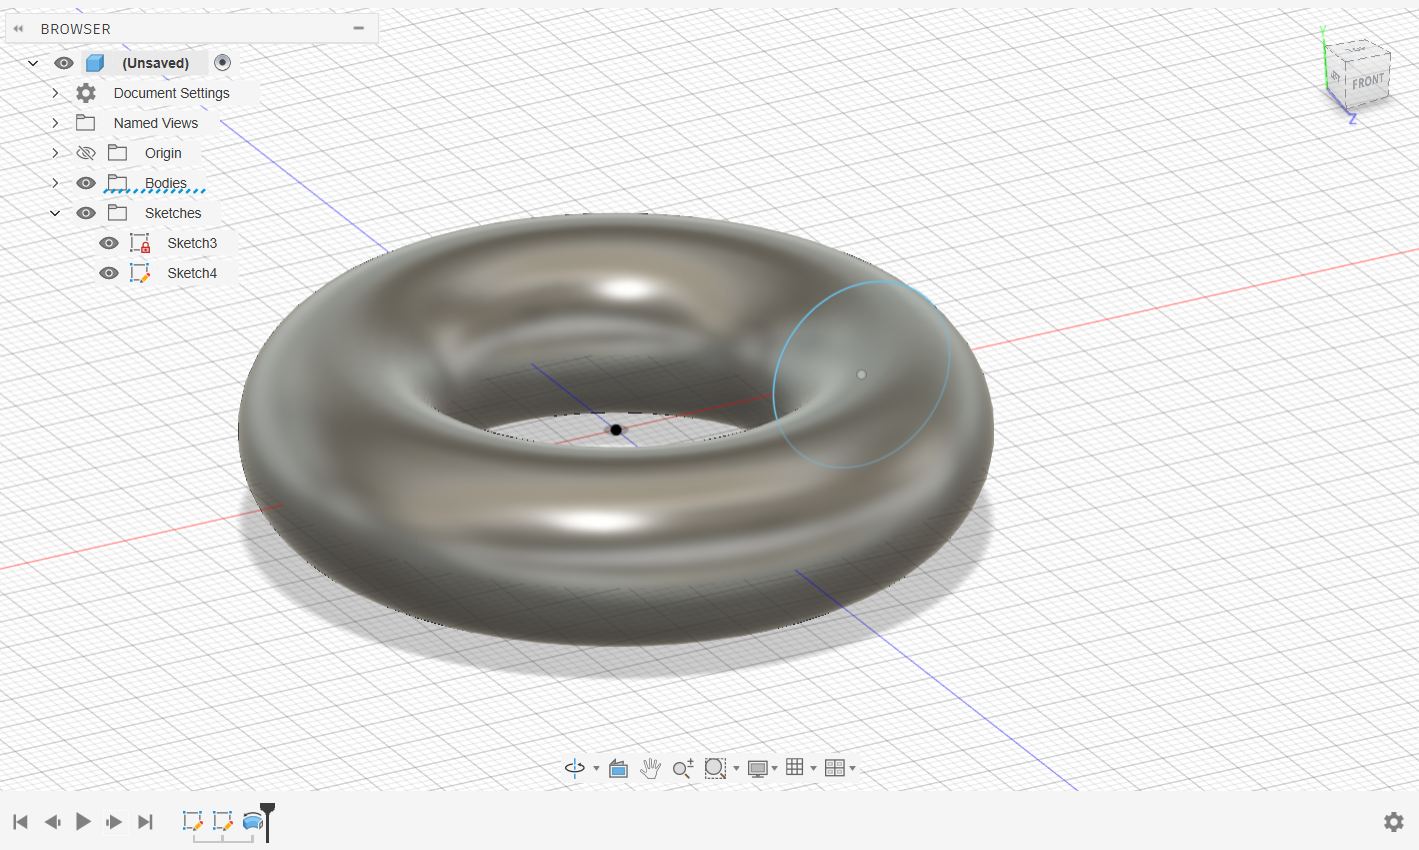 BROWSER
(Unsaved)
Document Settings
Named Views
Origin
Bodies
Sketches
Sketch3
Sketch4
Y
FRONT
Z